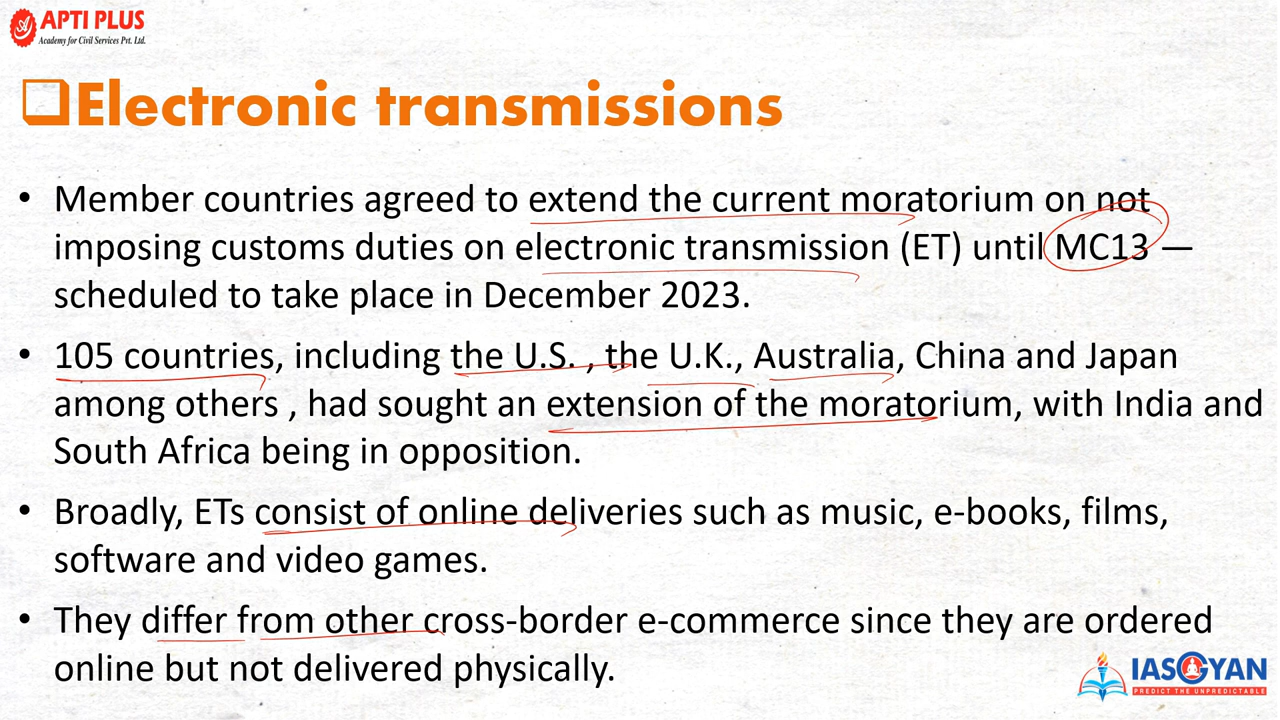 APTI PLUS
Academy for Civil Services Pvt. Ltd.
❑Electronic transmissions
• Member countries agreed to extend the current moratorium on not
imposing customs duties on electronic transmission (ET) until MC13 —
scheduled to take place in December 2023.
• 105 countries, including the U.S. , the U.K., Australia, China and Japan
among others , had sought an extension of the moratorium, with India and
South Africa being in opposition.
• Broadly, ETs consist of online deliveries such as music, e-books, films,
software and video games.
• They differ from other cross-border e-commerce since they are ordered
online but not delivered physically.
IASGYAN
PREDICT THE UNPREDICTABLE